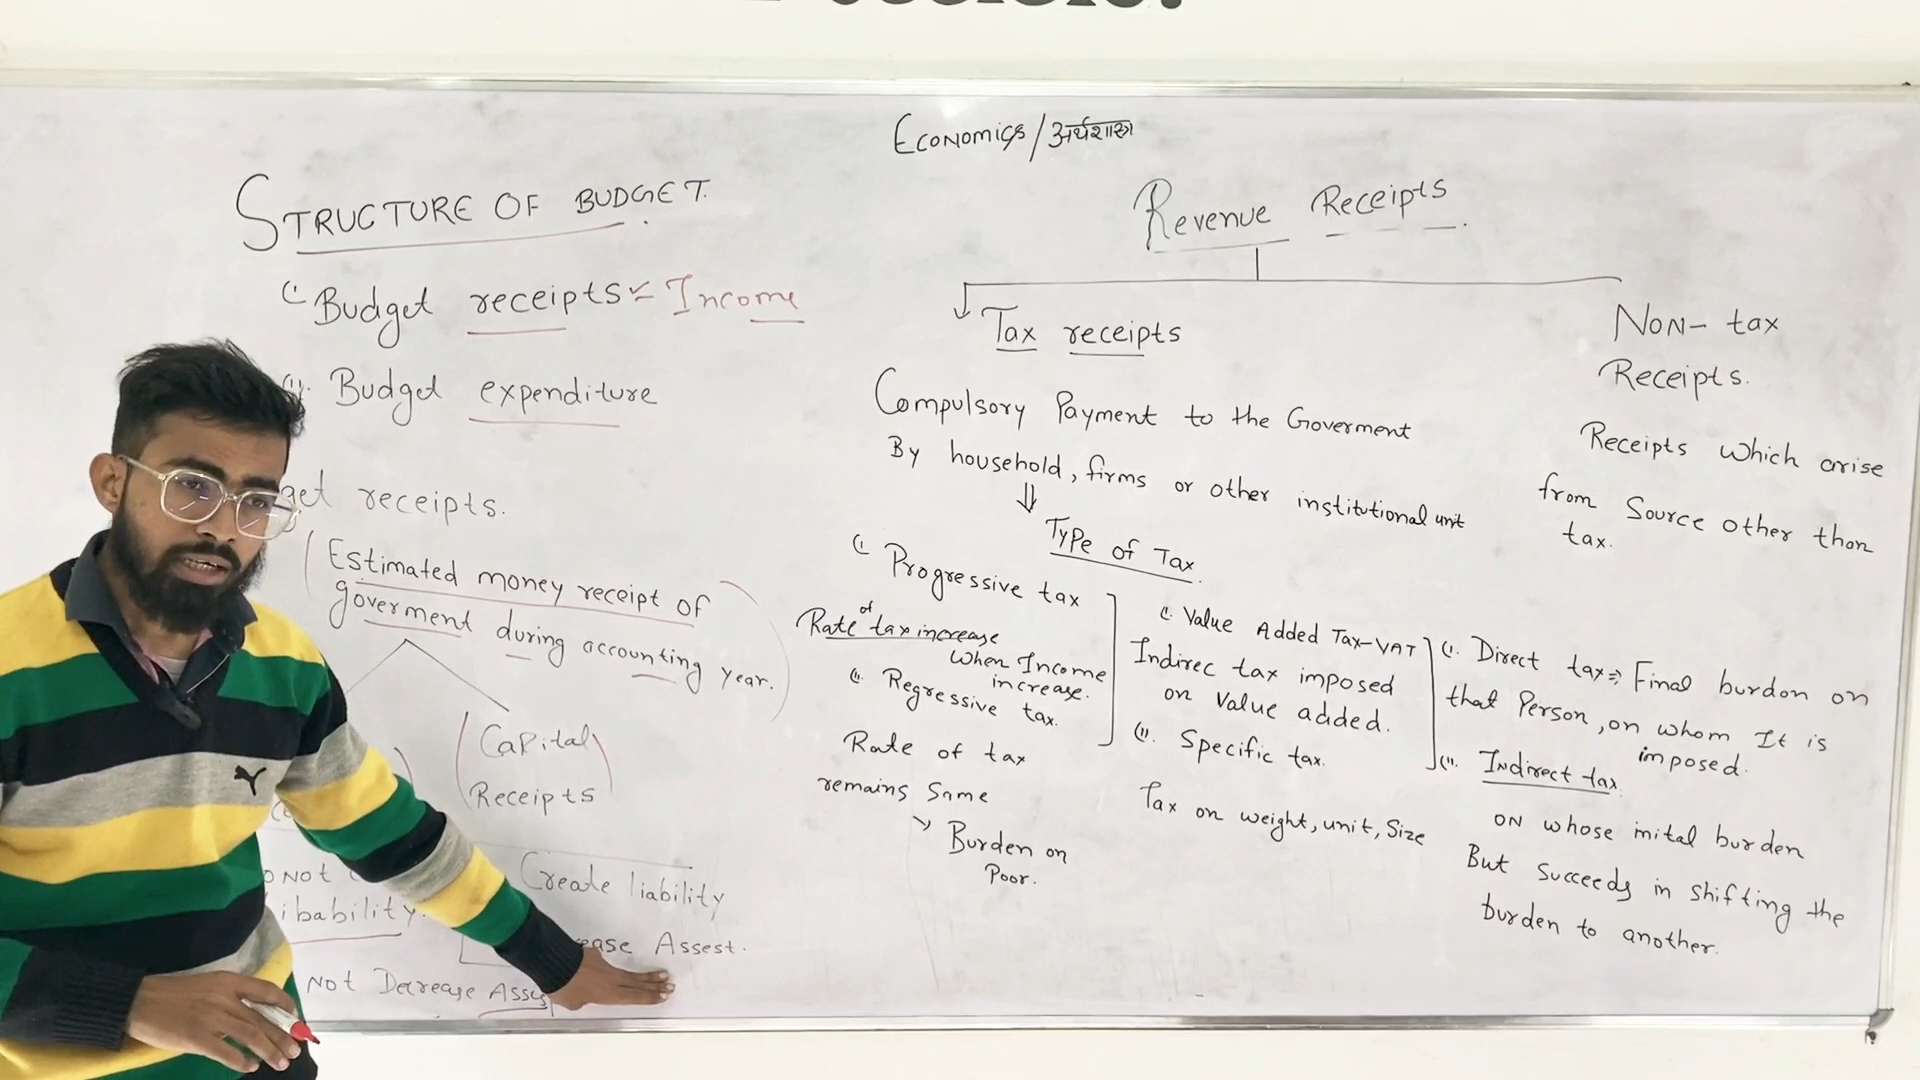 Economics/अर्थशास्त्र
STRUCTURE OF BUDGET.
(i Budget receipts Income
(ii. Budget expenditure
get receipts.
Estimated money receipt of
goverment during accounting year.
Capital
Receipts
Create liability
ease Assest.
NOT
ibability.
NOT Decrease
Revenue Receipts
Tax receipts
Compulsory Payment to the Goverment
By household, firms or other institutional unit
Type of Tax
(i Progressive tax
Rate of tax increase
When Income
increase.
(ii. Regressive tax.
Rate of tax
remains Same
Burden on
Poor.
(i. Value Added Tax-VAT
Indirec tax imposed
on Value added.
(ii. Specific tax.
Tax on weight, unit, Size
(i. Direct tax⇒ Final burdon on
that Person, on whom It is
imposed.
(ii. Indirect tax
ON whose inital burden
But Succeeds in shifting the
burden to another.
NON- tax
Receipts.
Receipts which arise
from Source other than
tax.